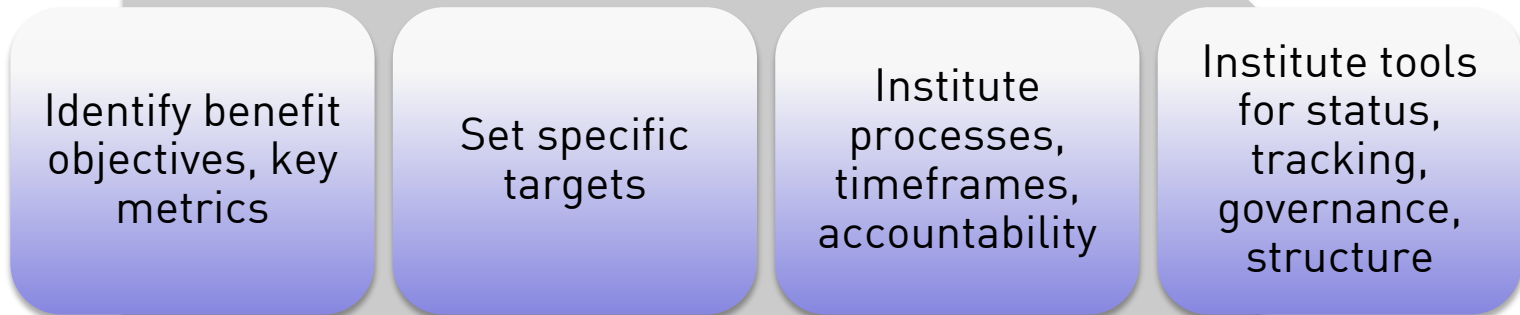 Identify benefit
objectives, key
metrics
Set specific
targets
Institute
processes,
timeframes,
accountability
Institute tools
for status,
tracking,
governance,
structure